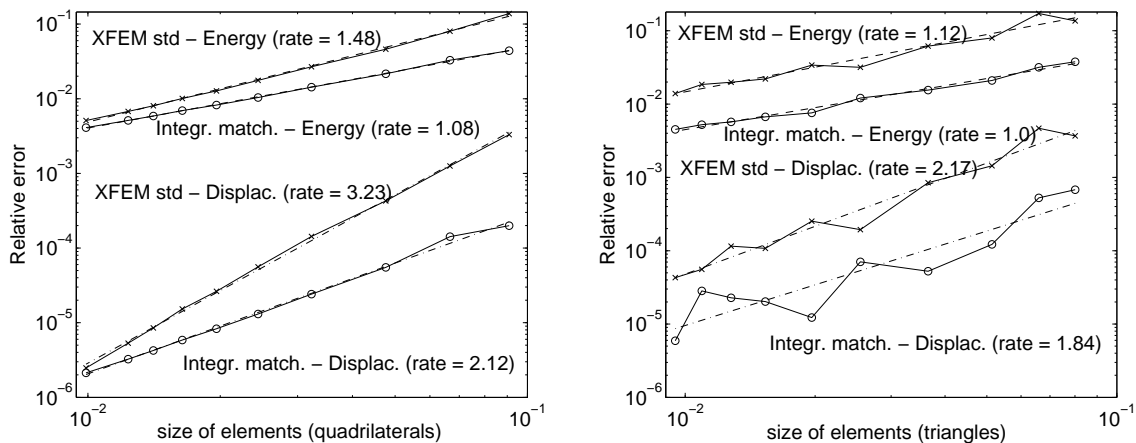 10^-1
10^-2
10^-3
10^-4
10^-5
10^-6
Relative error
XFEM std – Energy (rate = 1.48)
Integr. match. – Energy (rate = 1.08)
XFEM std – Displac. (rate = 3.23)
Integr. match. – Displac. (rate = 2.12)
10^-2
10^-1
size of elements (quadrilaterals)
10^-1
10^-2
10^-3
10^-4
10^-5
10^-6
Relative error
XFEM std – Energy (rate = 1.12)
Integr. match. – Energy (rate = 1.0)
XFEM std – Displac. (rate = 2.17)
Integr. match. – Displac. (rate = 1.84)
10^-2
10^-1
size of elements (triangles)